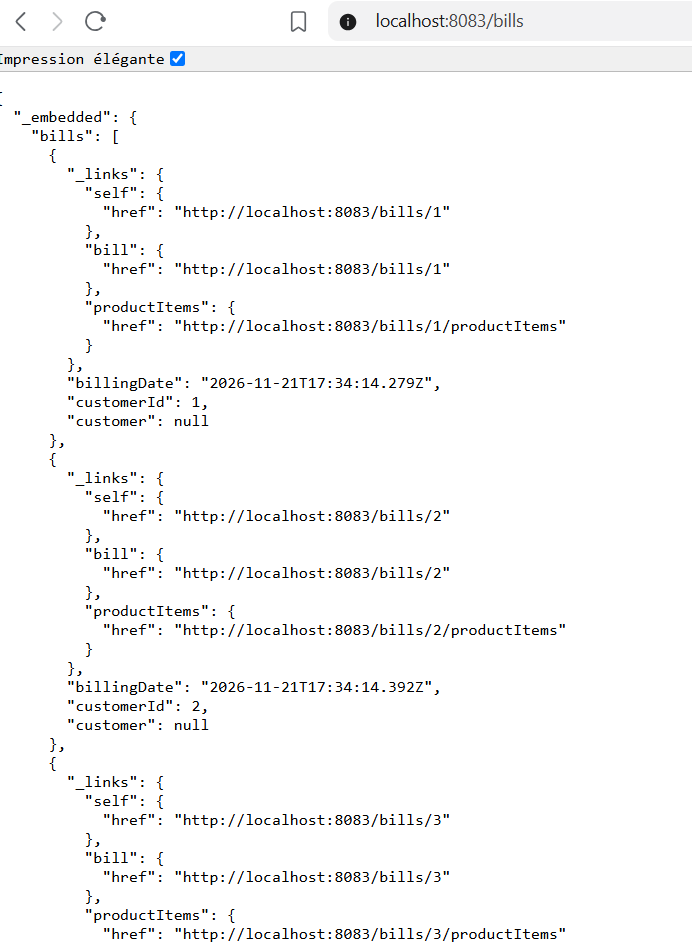 localhost:8083/bills
Impression élégante
{
"_embedded": {
"bills": [
{
"_links": {
"self": {
"href": "http://localhost:8083/bills/1"
},
"bill": {
"href": "http://localhost:8083/bills/1"
},
"productItems": {
"href": "http://localhost:8083/bills/1/productItems"
}
},
"billingDate": "2026-11-21T17:34:14.279Z",
"customerId": 1,
"customer": null
},
{
"_links": {
"self": {
"href": "http://localhost:8083/bills/2"
},
"bill": {
"href": "http://localhost:8083/bills/2"
},
"productItems": {
"href": "http://localhost:8083/bills/2/productItems"
}
},
"billingDate": "2026-11-21T17:34:14.392Z",
"customerId": 2,
"customer": null
},
{
"_links": {
"self": {
"href": "http://localhost:8083/bills/3"
},
"bill": {
"href": "http://localhost:8083/bills/3"
},
"productItems": {
"href": "http://localhost:8083/bills/3/productItems"